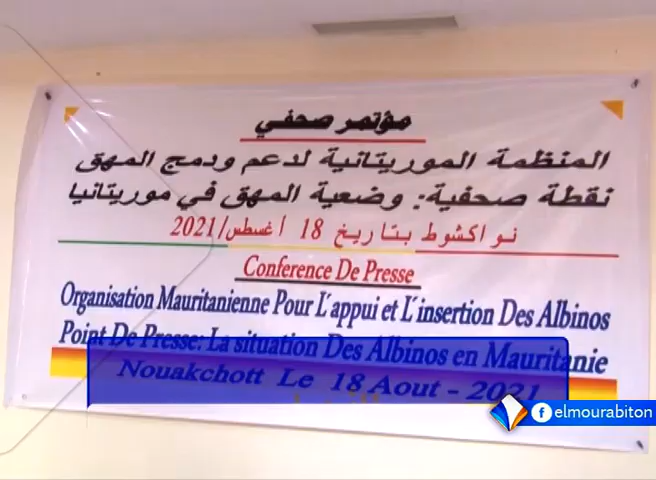 مؤتمر صحفي
المنظمة الموريتانية لدعم ودمج المهق
نقطة صحفية: وضعية المهق في موريتانيا
نواكشوط بتاريخ 18 أغسطس/2021
Conference De Presse
Organisation Mauritanienne Pour L'appui et L'insertion Des Albinos
Point De Presse: La situation Des Albinos en Mauritanie
Nouakchott Le 18 Aout - 2021
elmourabiton